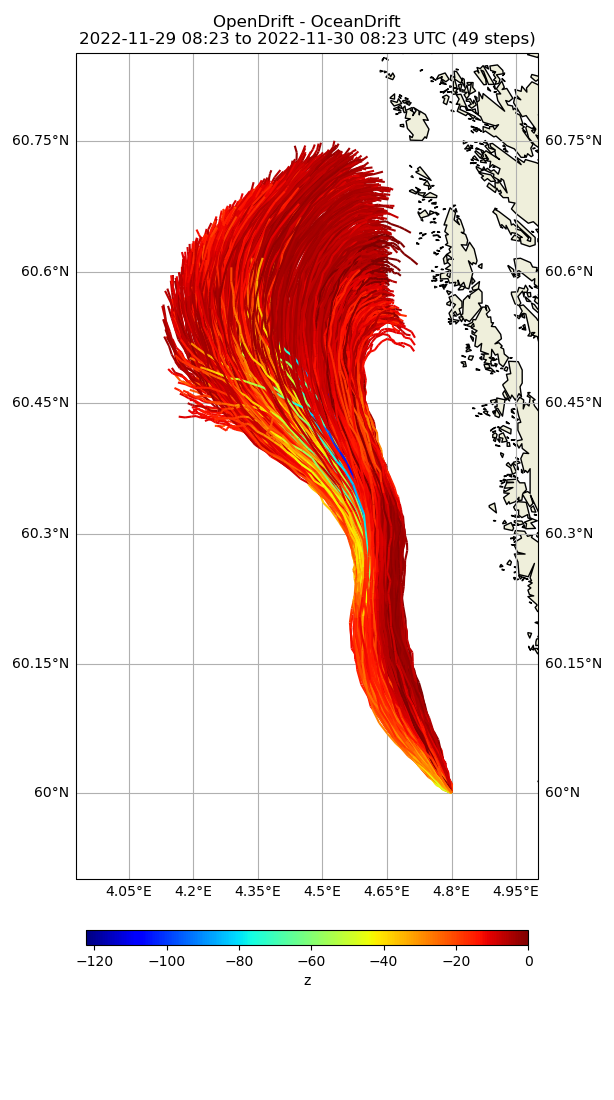 OpenDrift - OceanDrift
2022-11-29 08:23 to 2022-11-30 08:23 UTC (49 steps)
60.75°N 60.75°N
60.6°N 60.6°N
60.45°N 60.45°N
60.3°N 60.3°N
60.15°N 60.15°N
60°N 60°N
4.05°E 4.2°E 4.35°E 4.5°E 4.65°E 4.8°E 4.95°E
−120 −100 −80 −60 −40 −20 0
z